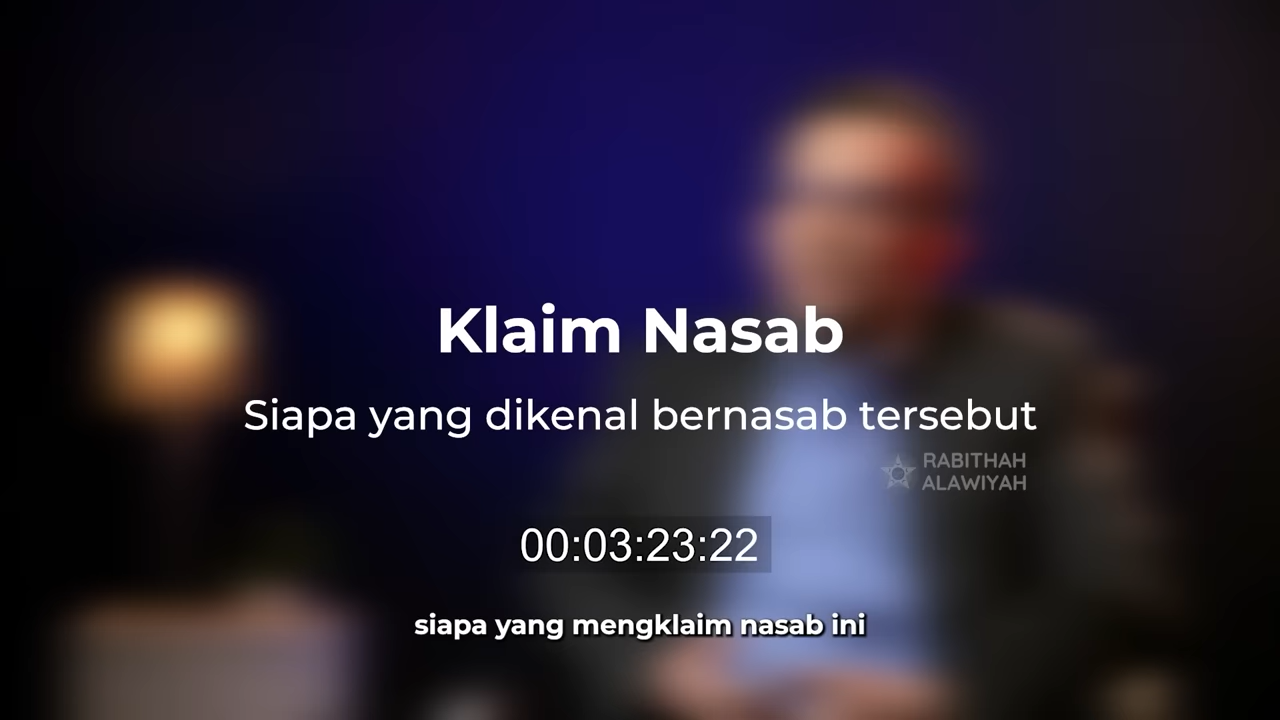 Klaim Nasab
Siapa yang dikenal bernasab tersebut
RABITHAH
ALAWIYAH
00:03:23:22
siapa yang mengklaim nasab ini